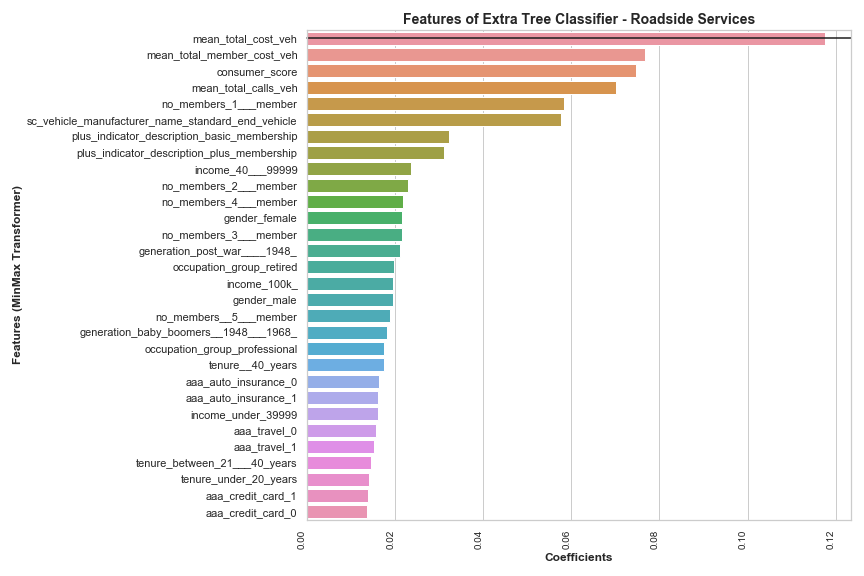 Features of Extra Tree Classifier - Roadside Services
Features (MinMax Transformer)
mean_total_cost_veh
mean_total_member_cost_veh
consumer_score
mean_total_calls_veh
no_members_1___member
sc_vehicle_manufacturer_name_standard_end_vehicle
plus_indicator_description_basic_membership
plus_indicator_description_plus_membership
income_40___99999
no_members_2___member
no_members_4___member
gender_female
no_members_3___member
generation_post_war____1948_
occupation_group_retired
income_100k_
gender_male
no_members__5___member
generation_baby_boomers__1948___1968_
occupation_group_professional
tenure__40_years
aaa_auto_insurance_0
aaa_auto_insurance_1
income_under_39999
aaa_travel_0
aaa_travel_1
tenure_between_21___40_years
tenure_under_20_years
aaa_credit_card_1
aaa_credit_card_0
0.00
0.02
0.04
0.06
0.08
0.10
0.12
Coefficients